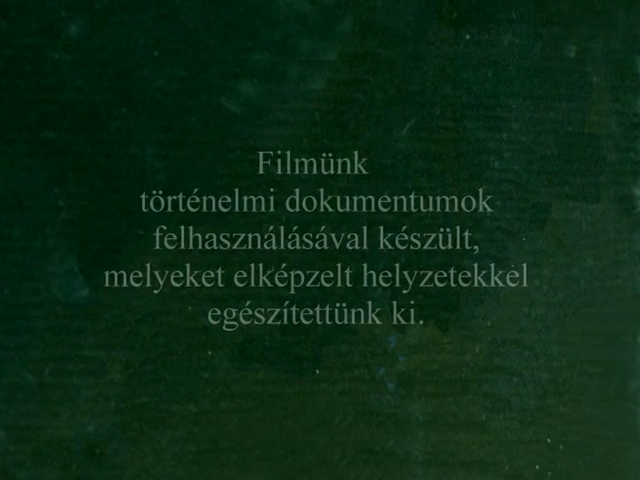 Filmünk
történelmi dokumentumok
felhasználásával készült,
melyeket elképzelt helyzetekkel
egészítettünk ki.